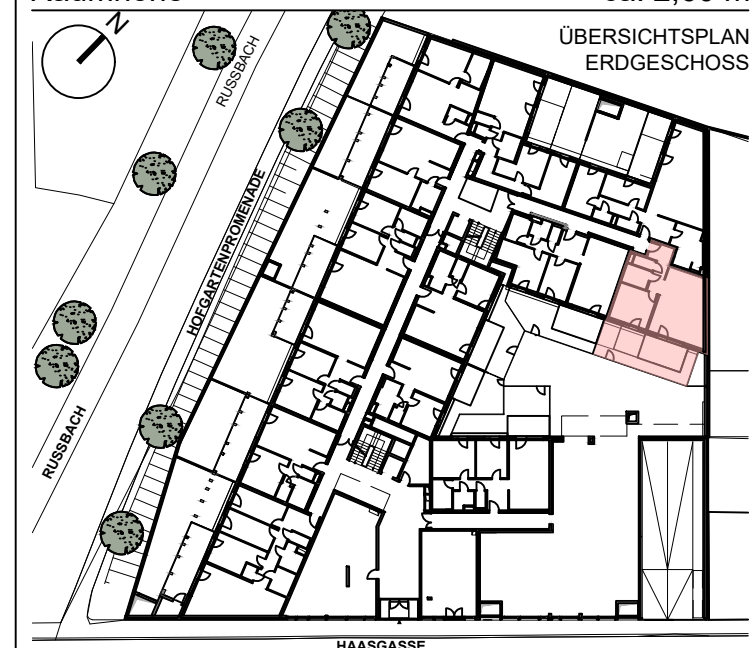 ÜBERSICHTSPLAN
ERDGESCHOSS
N
RUSSBACH
HOFGARTENPROMENADE
RUSSBACH
HAASGASSE